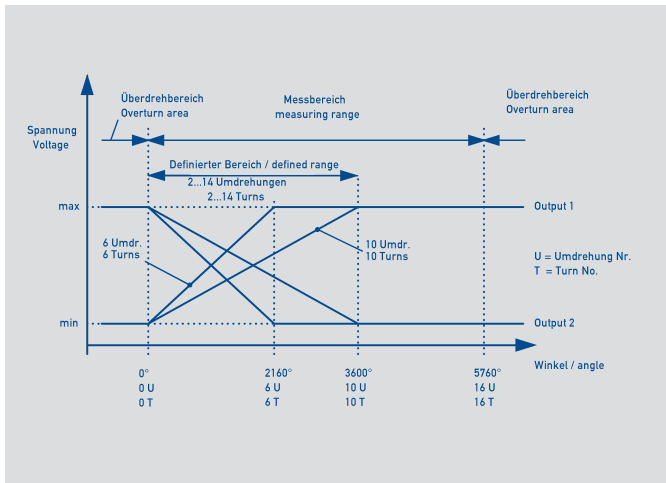 Überdrehbereich
Overturn area
Messbereich
measuring range
Überdrehbereich
Overturn area
Spannung
Voltage
Definierter Bereich / defined range
2...14 Umdrehungen
2...14 Turns
max
Output 1
6 Umdr.
6 Turns
10 Umdr.
10 Turns
U = Umdrehung Nr.
T = Turn No.
min
Output 2
Winkel / angle
0° 2160° 3600° 5760°
0 U 6 U 10 U 16 U
0 T 6 T 10 T 16 T